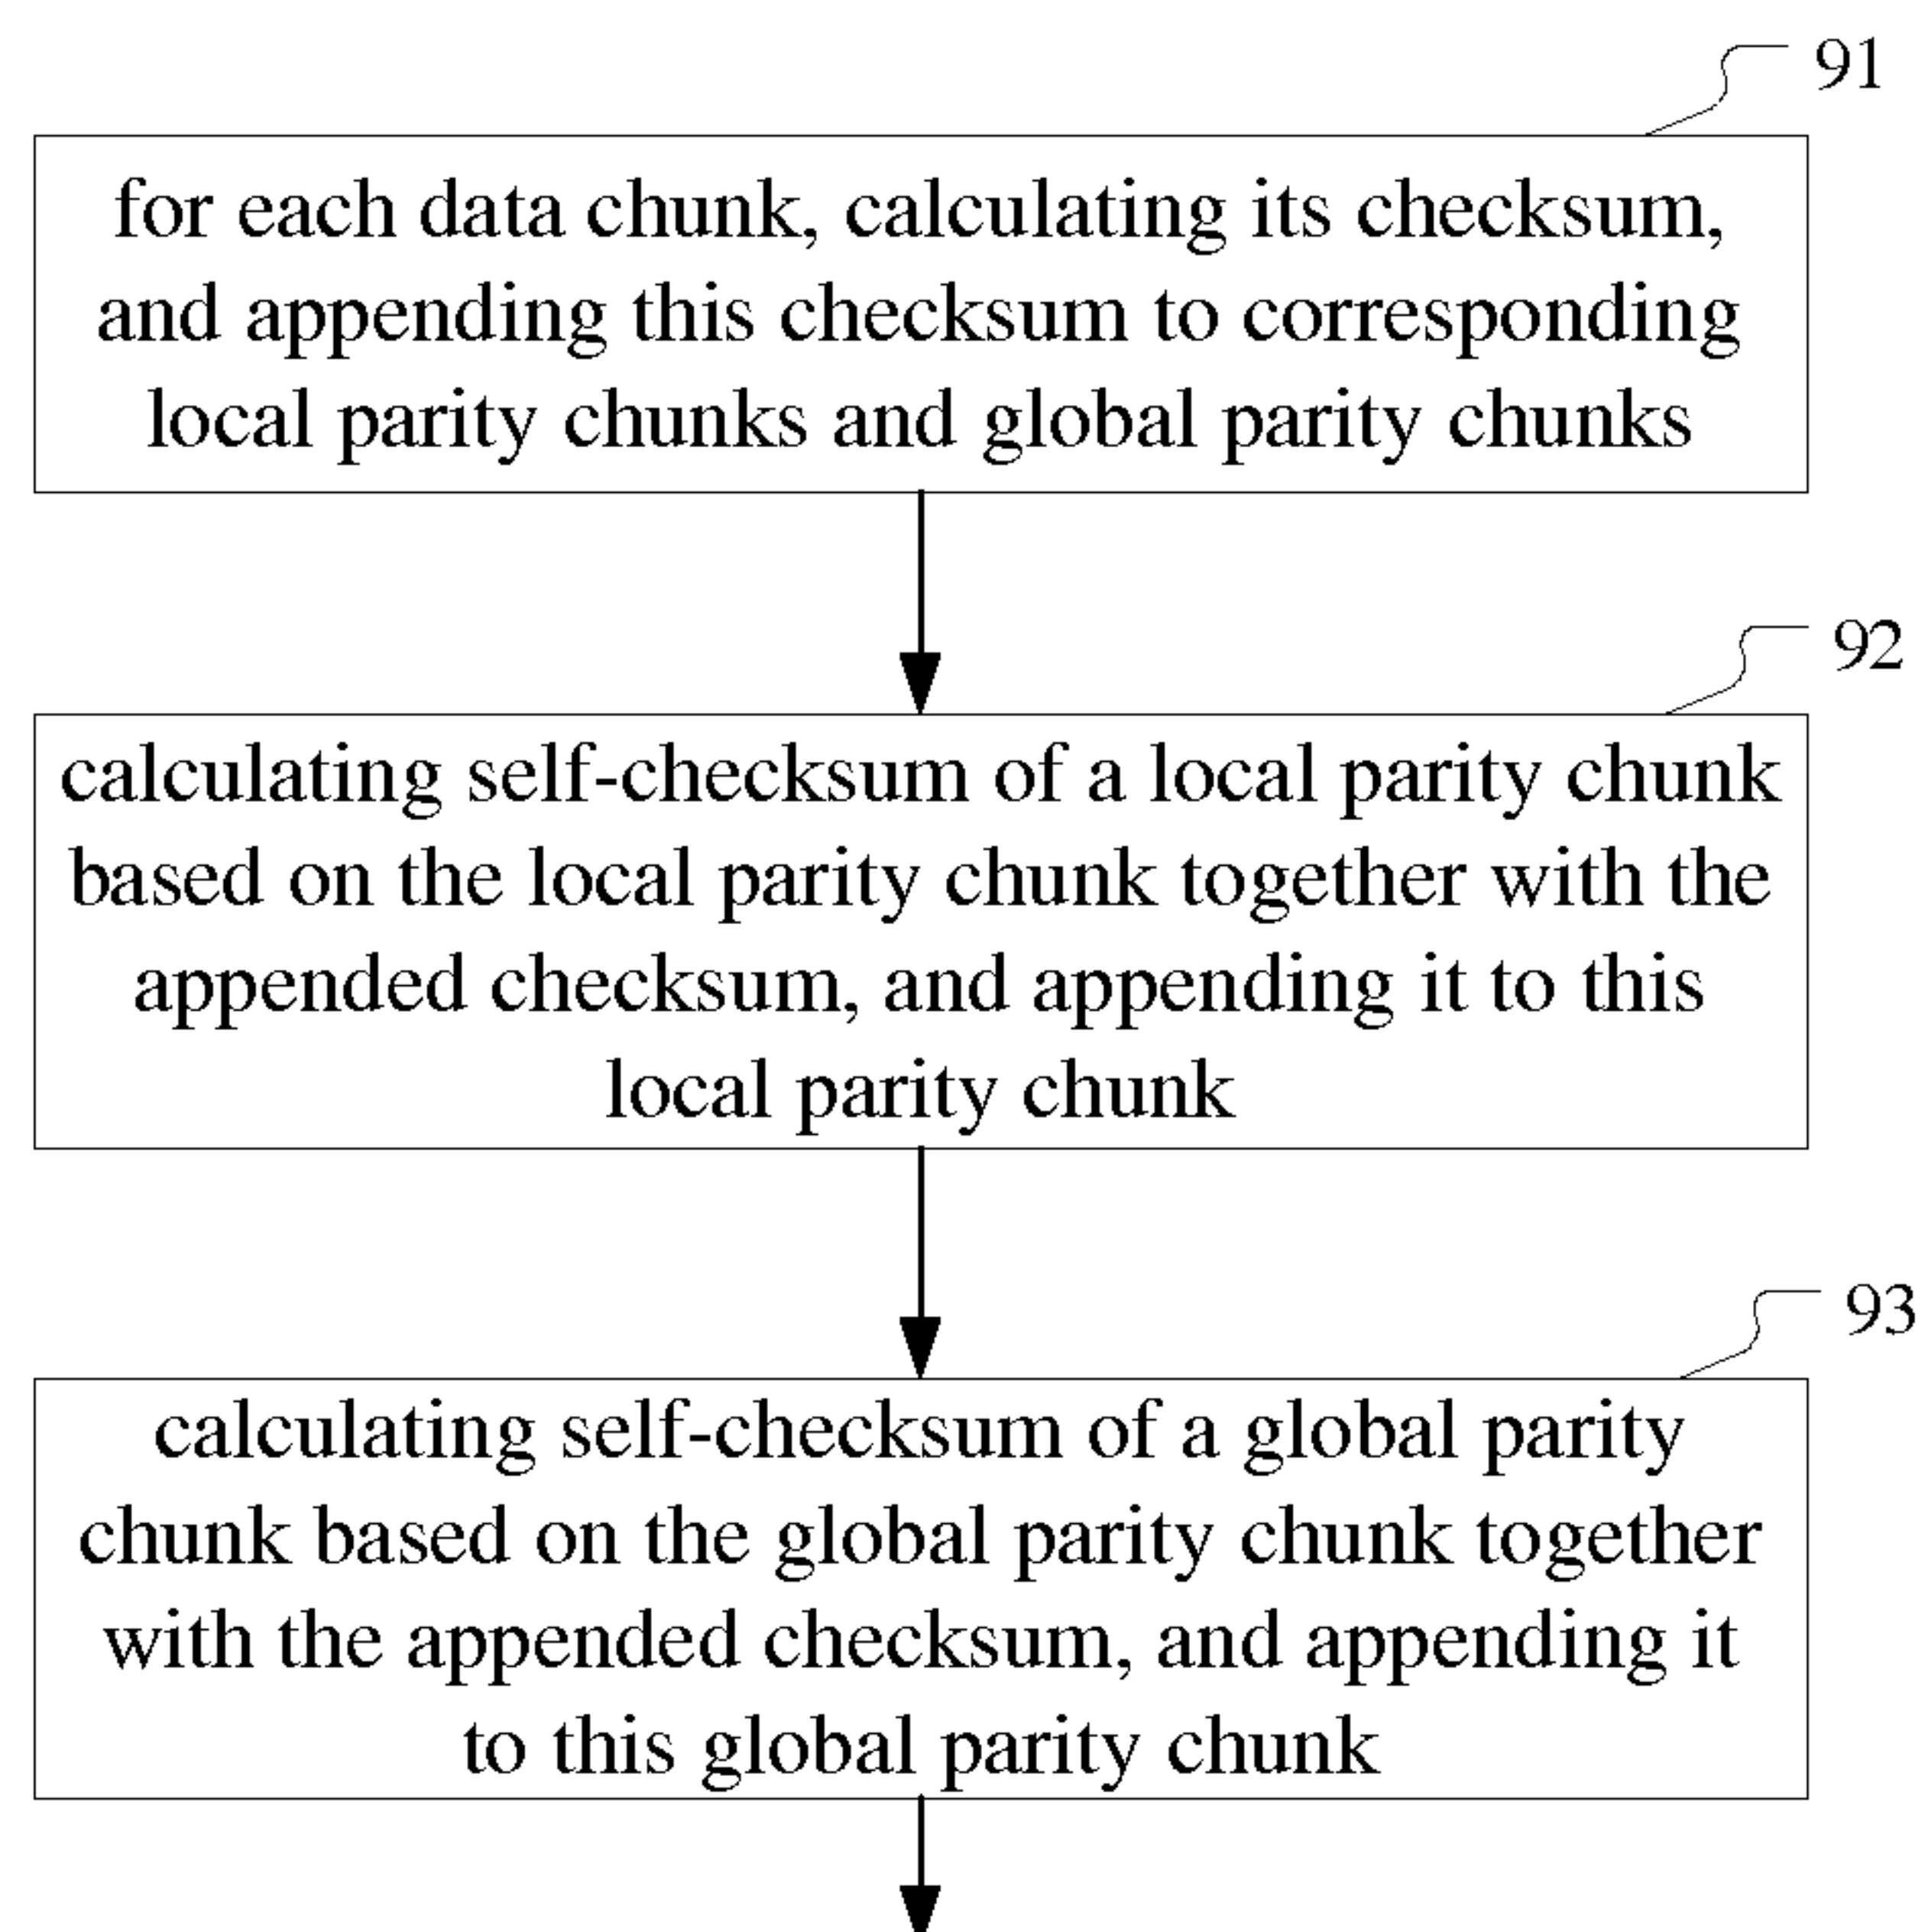 91
for each data chunk, calculating its checksum,
and appending this checksum to corresponding
local parity chunks and global parity chunks
92
calculating self-checksum of a local parity chunk
based on the local parity chunk together with the
appended checksum, and appending it to this
local parity chunk
93
calculating self-checksum of a global parity
chunk based on the global parity chunk together
with the appended checksum, and appending it
to this global parity chunk